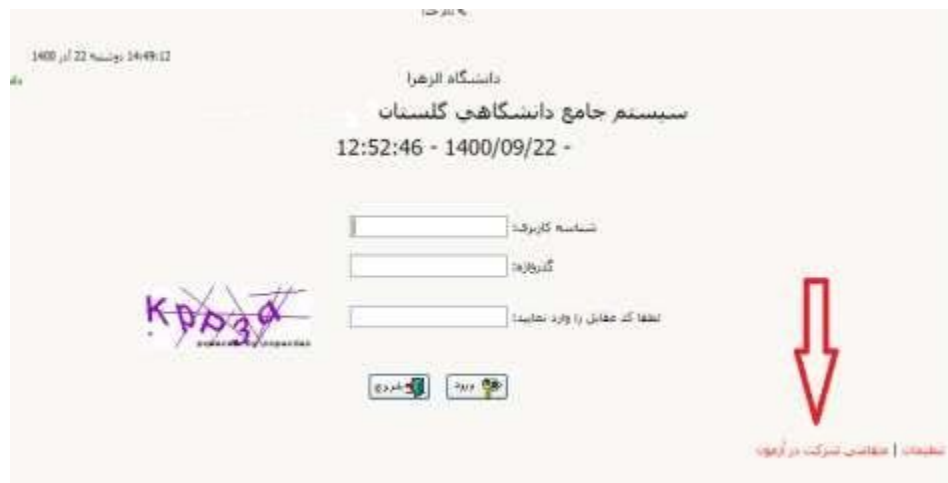 14:49:12 دوشنبه 22 آذر 1400
دانشگاه الزهرا
سیستم جامع دانشگاهي گلستان
12:52:46 - 1400/09/22 -
شناسه کاربری:
گذرواژه:
Kpp3a
لطفا کد مقابل را وارد نمایید:
ورود
خروج
تنظیمات | متقاضی شرکت در آزمون